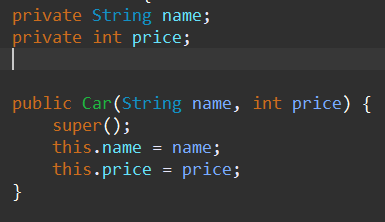 private String name;
private int price;
public Car(String name, int price) {
super();
this.name = name;
this.price = price;
}